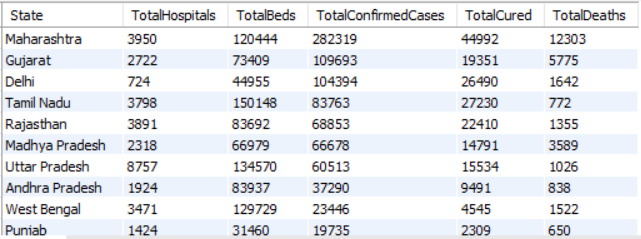 State TotalHospitals TotalBeds TotalConfirmedCases TotalCured TotalDeaths
Maharashtra 3950 120444 282319 44992 12303
Gujarat 2722 73409 109693 19351 5775
Delhi 724 44955 104394 26490 1642
Tamil Nadu 3798 150148 83763 27230 772
Rajasthan 3891 83692 68853 22410 1355
Madhya Pradesh 2318 66979 66678 14791 3589
Uttar Pradesh 8757 134570 60513 15534 1026
Andhra Pradesh 1924 83937 37290 9491 838
West Bengal 3471 129729 23446 4545 1522
Punjab 1424 31460 19735 2309 650